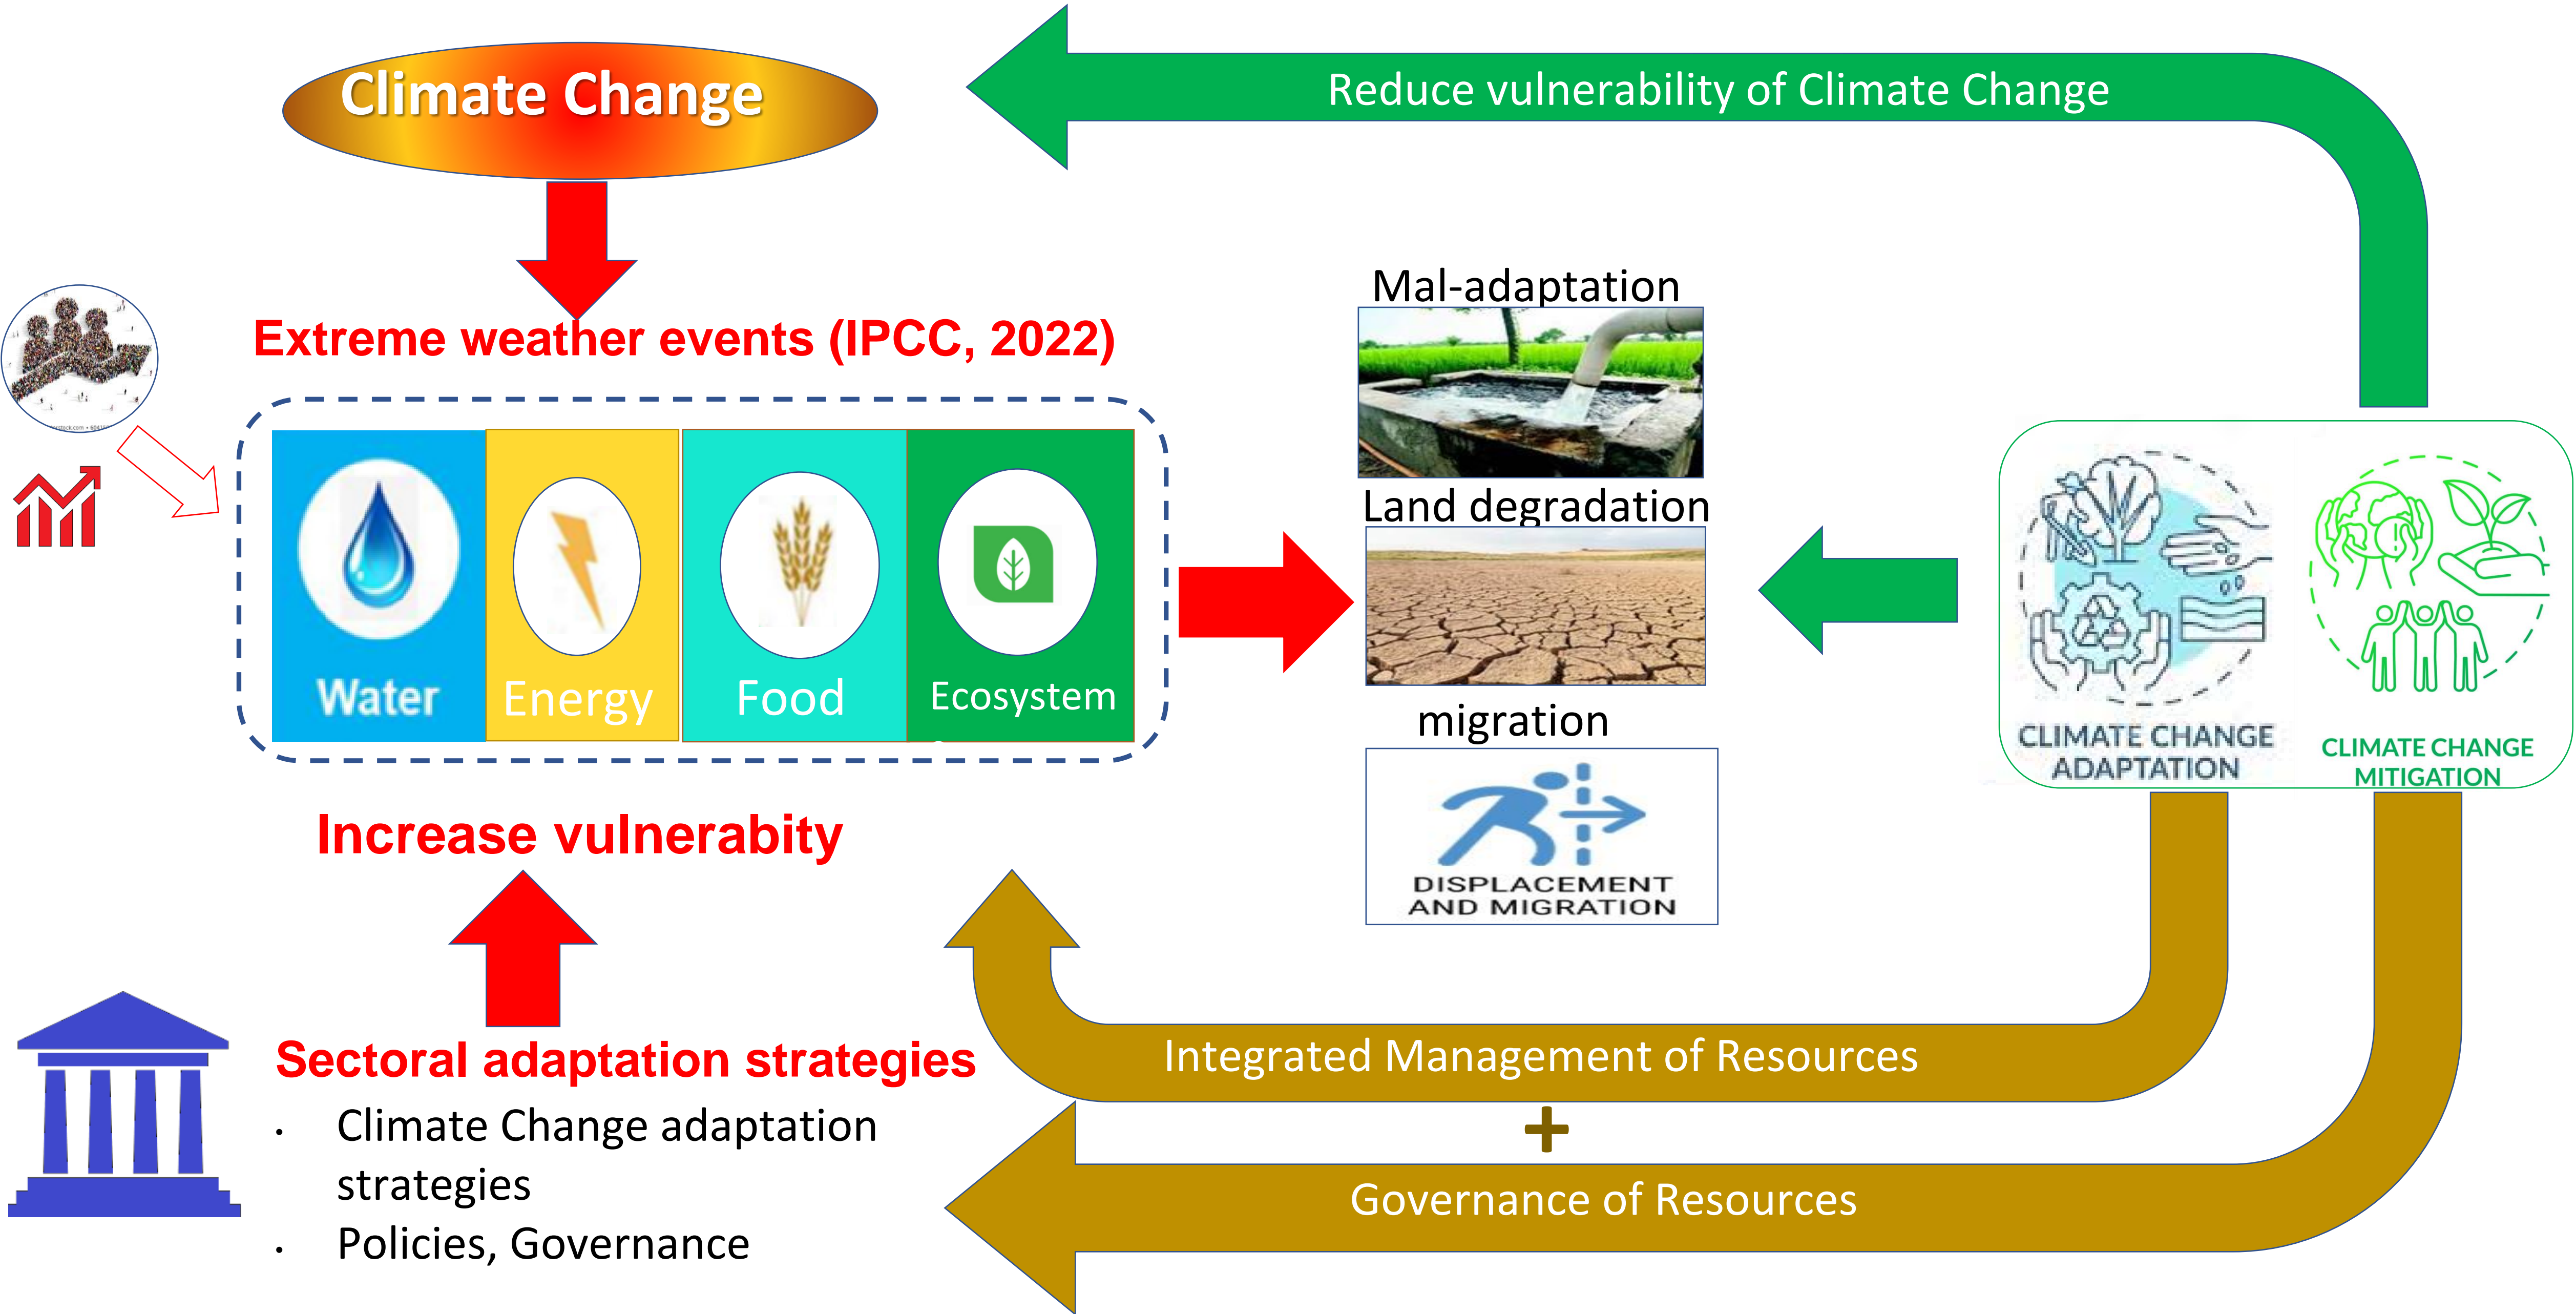 Climate Change
Reduce vulnerability of Climate Change
Extreme weather events (IPCC, 2022)
Water
Energy
Food
Ecosystem
Increase vulnerabity
Sectoral adaptation strategies
• Climate Change adaptation
strategies
• Policies, Governance
Mal-adaptation
Land degradation
migration
DISPLACEMENT
AND MIGRATION
CLIMATE CHANGE
ADAPTATION
CLIMATE CHANGE
MITIGATION
Integrated Management of Resources
+
Governance of Resources